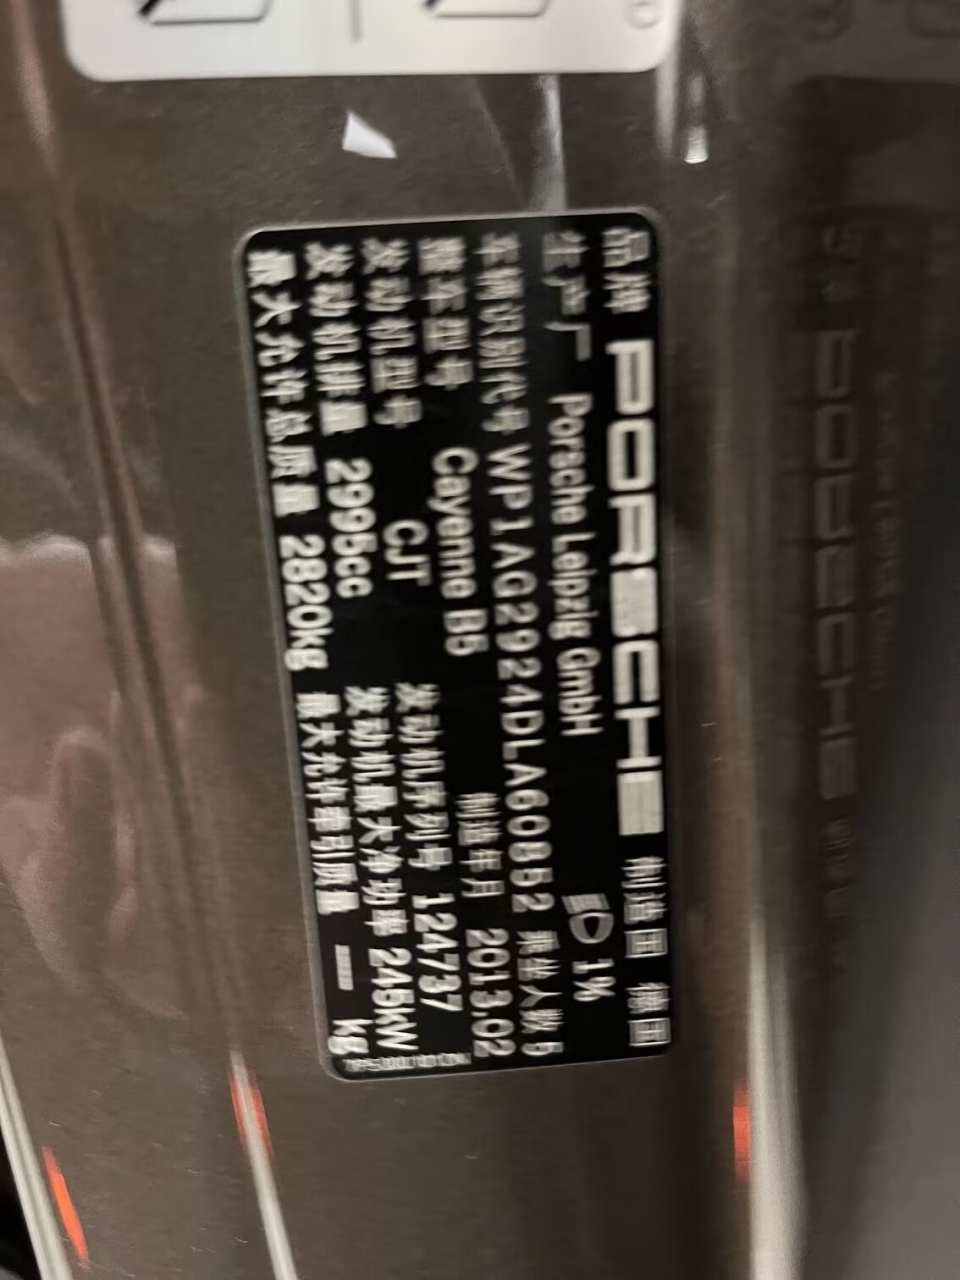 品牌 PORSCHE 制造国 德国
生产厂 Porsche Leipzig GmbH 1%
车辆识别代号 WP1AG2924DLA60852 乘坐人数 5
整车型号 Cayenne B5 制造年月 2013.02
发动机型号 CJT 发动机序列号 124737
发动机排量 2995cc 发动机最大净功率 245kW
最大允许总质量 2820kg 最大允许牵引质量 — kg